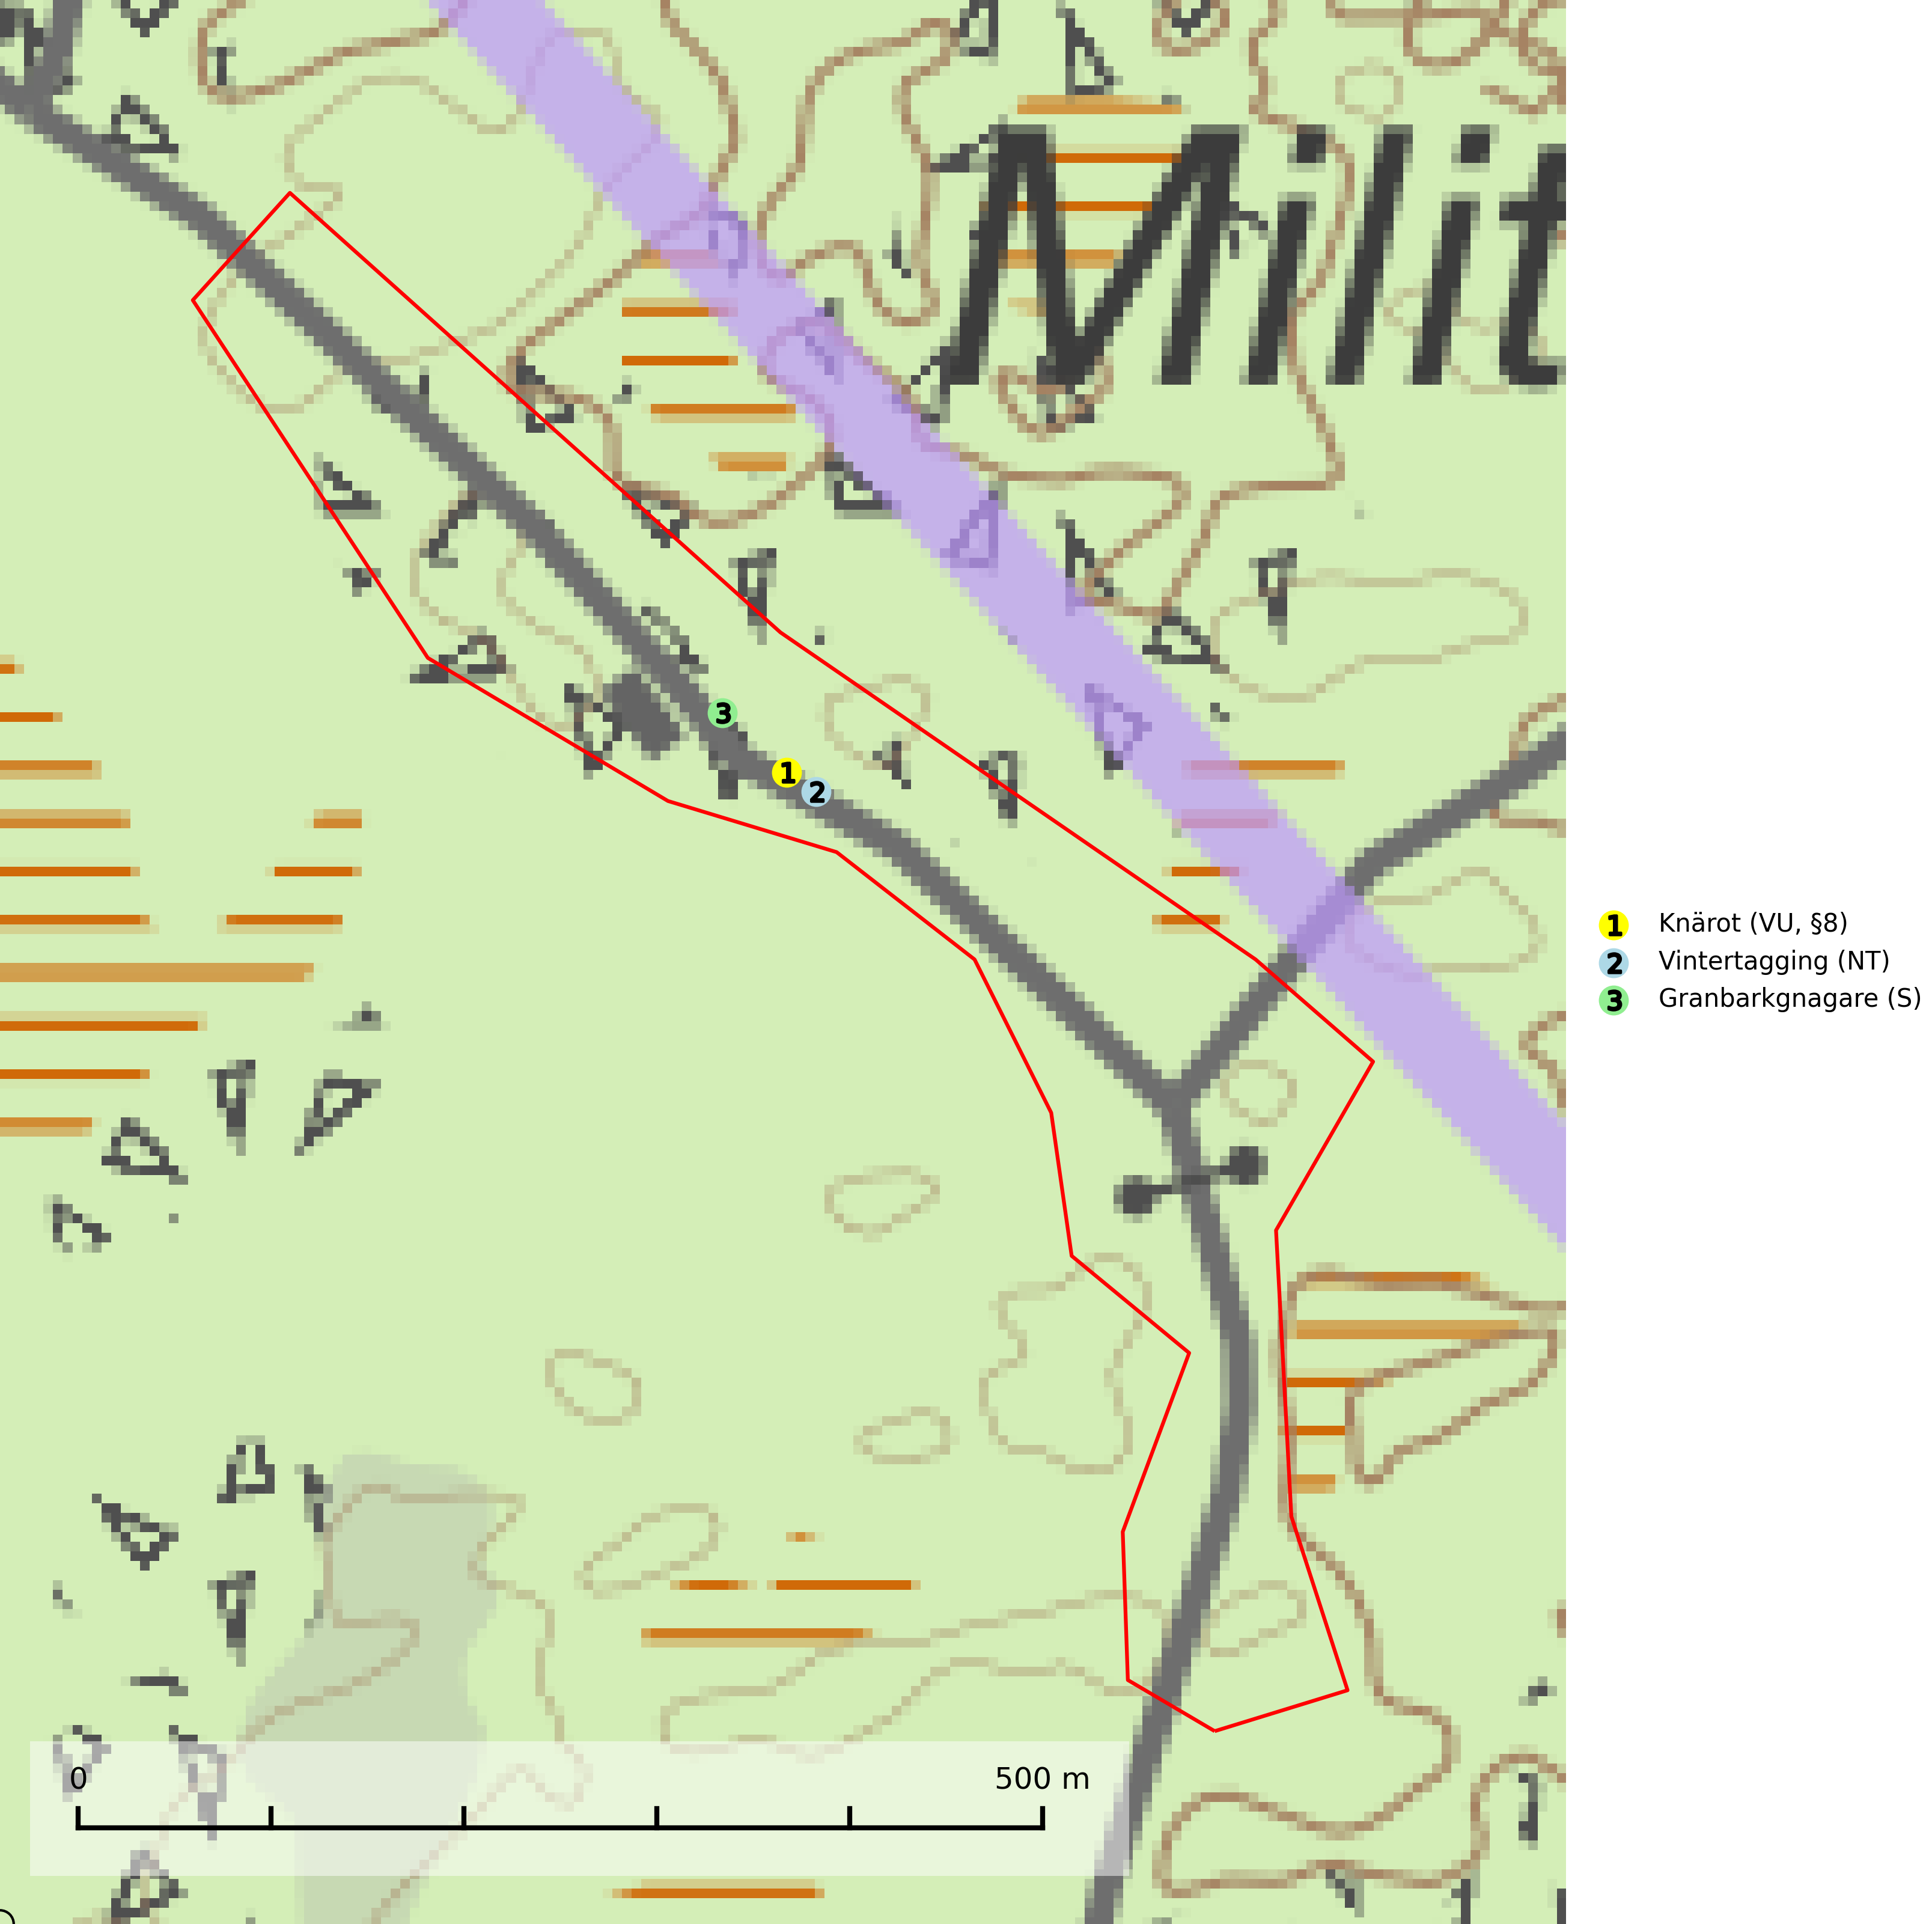 Milit
3
1
2
1 Knärot (VU, §8)
2 Vintertagging (NT)
3 Granbarkgnagare (S)
0 500 m